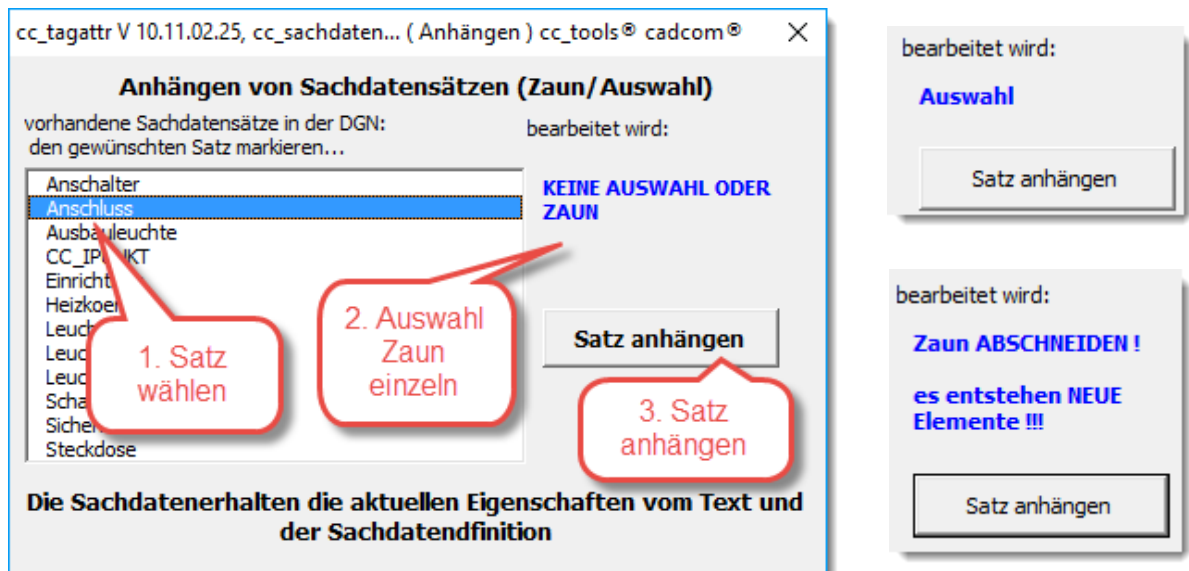 cc_tagattr V 10.11.02.25, cc_sachdaten... ( Anhängen ) cc_tools® cadcom®
Anhängen von Sachdatensätzen (Zaun/Auswahl)
vorhandene Sachdatensätze in der DGN:
den gewünschten Satz markieren...
Anschalter
Anschluss
Ausbauleuchte
Steckdose
1. Satz
wählen
bearbeitet wird:
KEINE AUSWAHL ODER
ZAUN
2. Auswahl
Zaun
einzeln
Satz anhängen
3. Satz
anhängen
Die Sachdatenerhalten die aktuellen Eigenschaften vom Text und
der Sachdatendfinition
bearbeitet wird:
Auswahl
Satz anhängen
bearbeitet wird:
Zaun ABSCHNEIDEN !
es entstehen NEUE
Elemente !!!
Satz anhängen